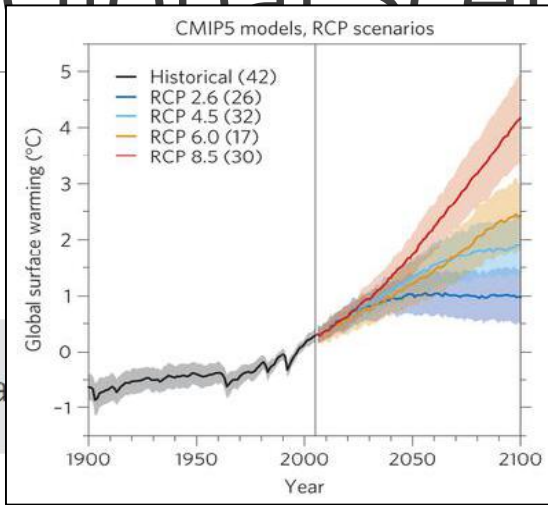 CMIP5 models, RCP scenarios
Historical (42)
RCP 2.6 (26)
RCP 4.5 (32)
RCP 6.0 (17)
RCP 8.5 (30)
Global surface warming (°C)
5
4
3
2
1
0
−1
1900
1950
2000
2050
2100
Year